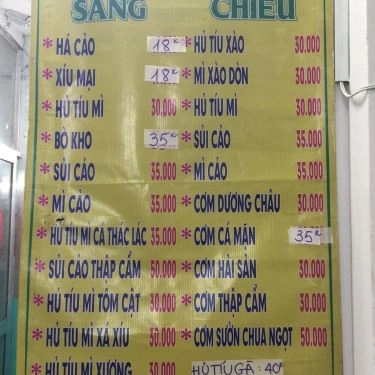 SÁNG
* HÁ CẢO 18K
* XÍU MẠI 18K
* HỦ TÍU MÌ 30.000
* BÒ KHO 35K
* SỦI CẢO 35.000
* MÌ CẢO 35.000
* HỦ TÍU MÌ CÁ THÁC LÁC 35.000
* SỦI CẢO THẬP CẨM 50.000
* HỦ TÍU MÌ TÔM CẬT 30.000
* HỦ TÍU MÌ XÁ XÍU 30.000
* HỦ TÍU MÌ XƯƠNG 30.000
CHIỀU
* HỦ TÍU XÀO 30.000
* MÌ XÀO DÒN 30.000
* HỦ TÍU MÌ 30.000
* SỦI CẢO 35.000
* MÌ CẢO 35.000
* CƠM DƯƠNG CHÂU 30.000
* CƠM CÁ MẶN 35K
* CƠM HẢI SẢN 30.000
* CƠM THẬP CẨM 30.000
* CƠM SƯỜN CHUA NGỌT 50.000
HỦ TÍU GÀ : 40K